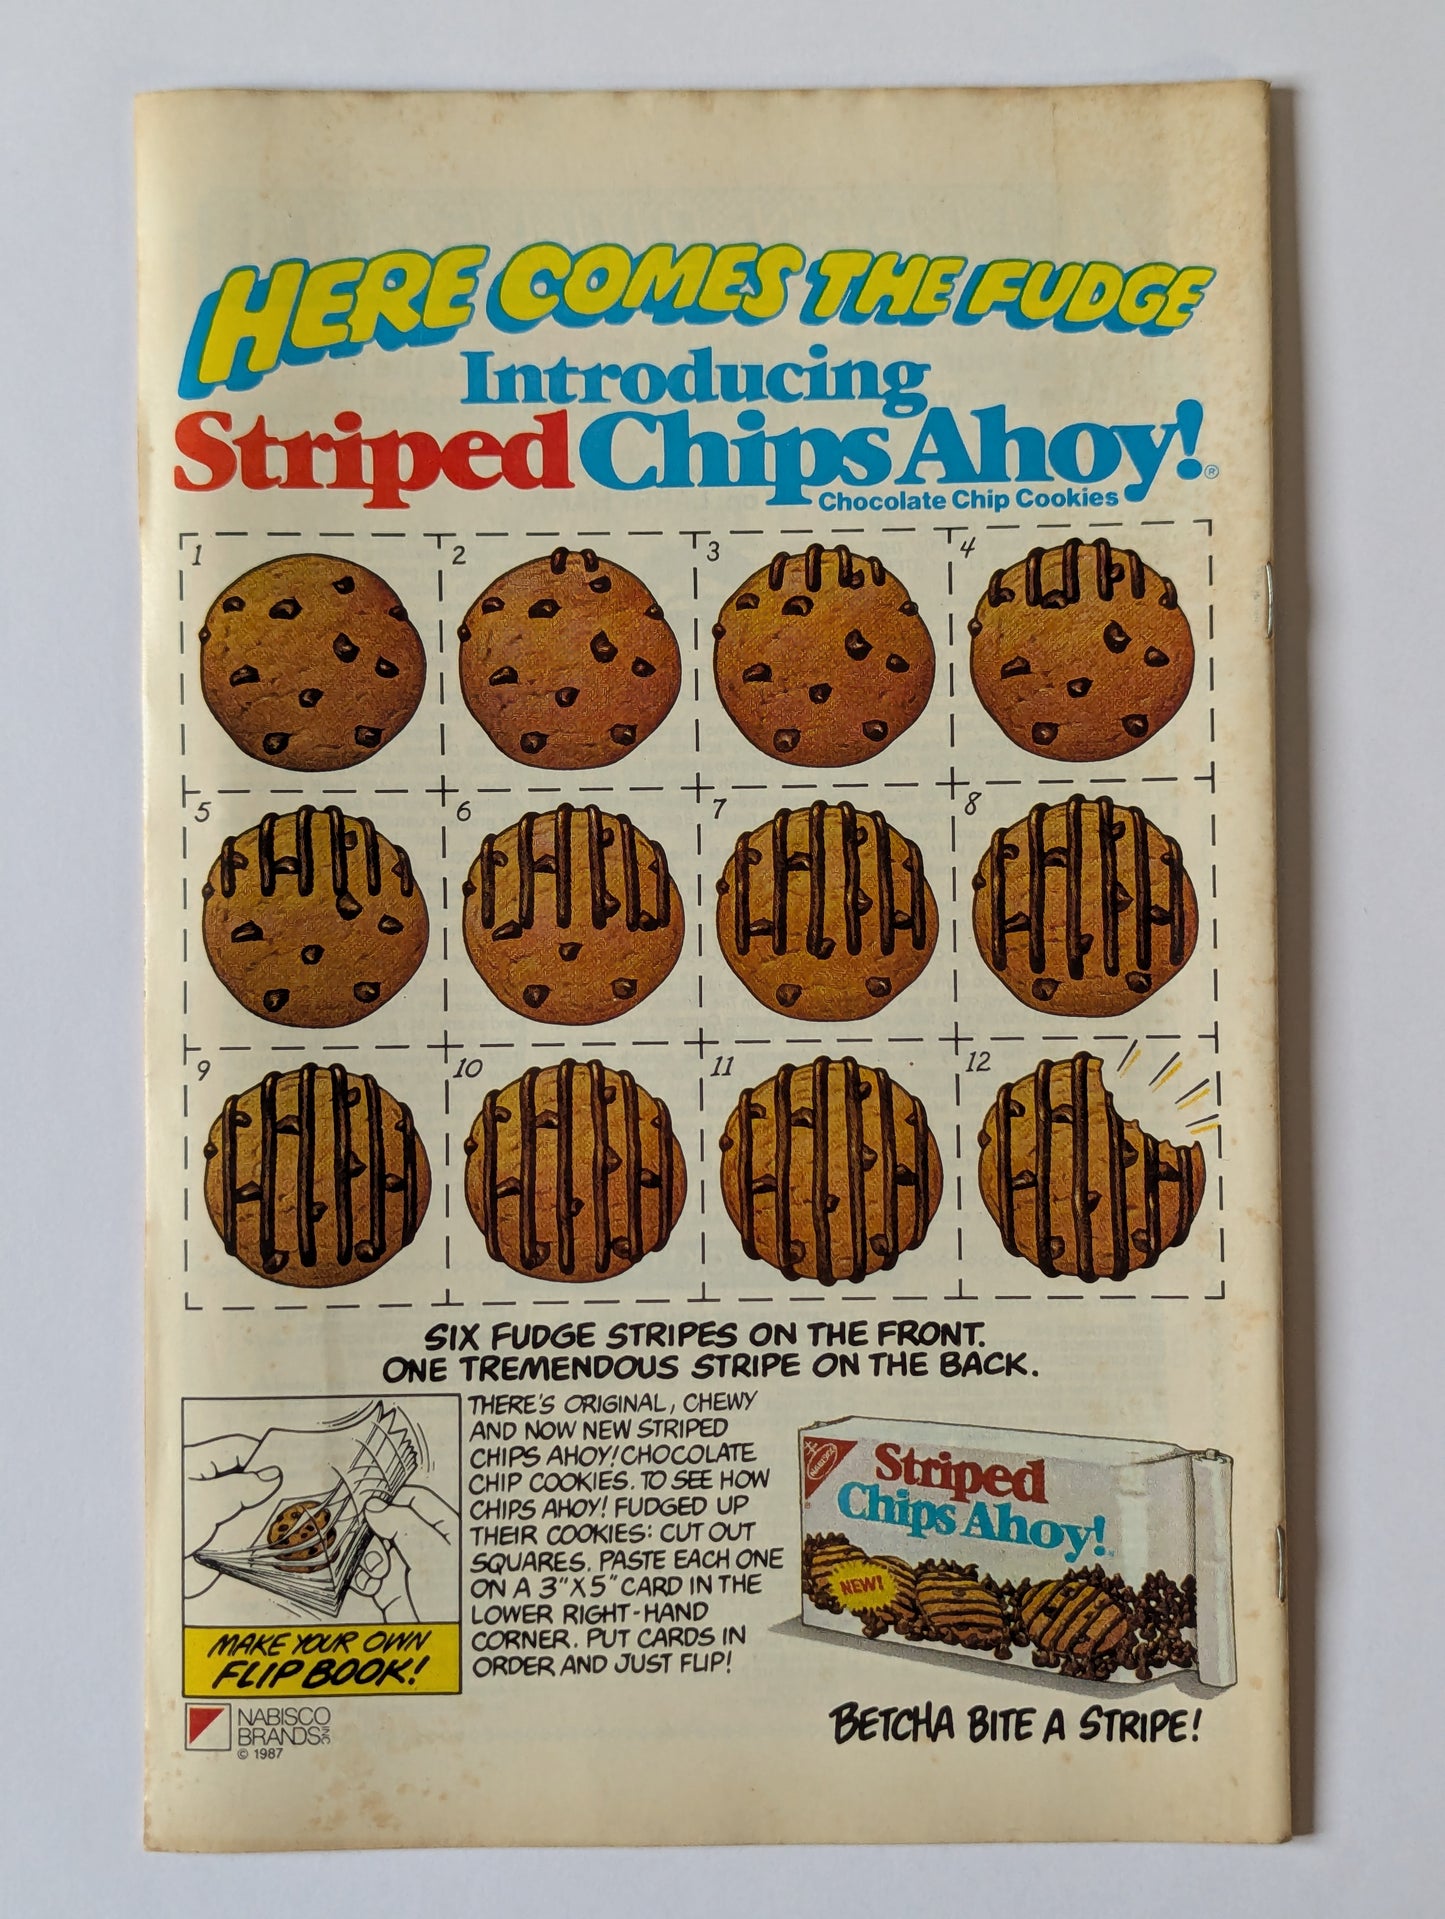 HERE COMES THE FUDGE
Introducing
Striped Chips Ahoy!®
Chocolate Chip Cookies
1 2 3 4
5 6 7 8
9 10 11 12
SIX FUDGE STRIPES ON THE FRONT.
ONE TREMENDOUS STRIPE ON THE BACK.
THERE'S ORIGINAL, CHEWY
AND NOW NEW STRIPED
CHIPS AHOY! CHOCOLATE
CHIP COOKIES. TO SEE HOW
CHIPS AHOY! FUDGED UP
THEIR COOKIES: CUT OUT
SQUARES. PASTE EACH ONE
ON A 3"X5" CARD IN THE
LOWER RIGHT-HAND
CORNER. PUT CARDS IN
ORDER AND JUST FLIP!
MAKE YOUR OWN
FLIP BOOK!
NABISCO
Striped
Chips Ahoy!
NEW!
BETCHA BITE A STRIPE!
NABISCO
BRANDS INC
© 1987